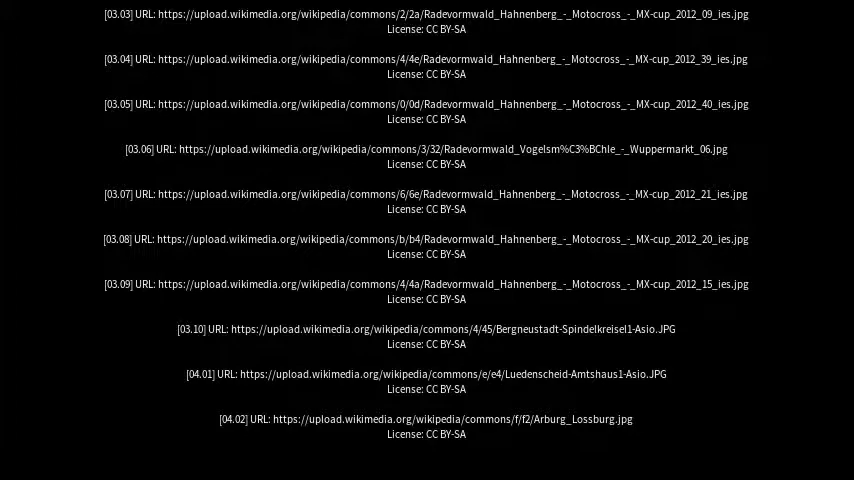 [03.03] URL: https://upload.wikimedia.org/wikipedia/commons/2/2a/Radevormwald_Hahnenberg_-_Motocross_-_MX-cup_2012_09_ies.jpg
License: CC BY-SA
[03.04] URL: https://upload.wikimedia.org/wikipedia/commons/4/4e/Radevormwald_Hahnenberg_-_Motocross_-_MX-cup_2012_39_ies.jpg
License: CC BY-SA
[03.05] URL: https://upload.wikimedia.org/wikipedia/commons/0/0d/Radevormwald_Hahnenberg_-_Motocross_-_MX-cup_2012_40_ies.jpg
License: CC BY-SA
[03.06] URL: https://upload.wikimedia.org/wikipedia/commons/3/32/Radevormwald_Vogelsm%C3%BChle_-_Wuppermarkt_06.jpg
License: CC BY-SA
[03.07] URL: https://upload.wikimedia.org/wikipedia/commons/6/6e/Radevormwald_Hahnenberg_-_Motocross_-_MX-cup_2012_21_ies.jpg
License: CC BY-SA
[03.08] URL: https://upload.wikimedia.org/wikipedia/commons/b/b4/Radevormwald_Hahnenberg_-_Motocross_-_MX-cup_2012_20_ies.jpg
License: CC BY-SA
[03.09] URL: https://upload.wikimedia.org/wikipedia/commons/4/4a/Radevormwald_Hahnenberg_-_Motocross_-_MX-cup_2012_15_ies.jpg
License: CC BY-SA
[03.10] URL: https://upload.wikimedia.org/wikipedia/commons/4/45/Bergneustadt-Spindelkreisel1-Asio.JPG
License: CC BY-SA
[04.01] URL: https://upload.wikimedia.org/wikipedia/commons/e/e4/Luedenscheid-Amtshaus1-Asio.JPG
License: CC BY-SA
[04.02] URL: https://upload.wikimedia.org/wikipedia/commons/f/f2/Arburg_Lossburg.jpg
License: CC BY-SA